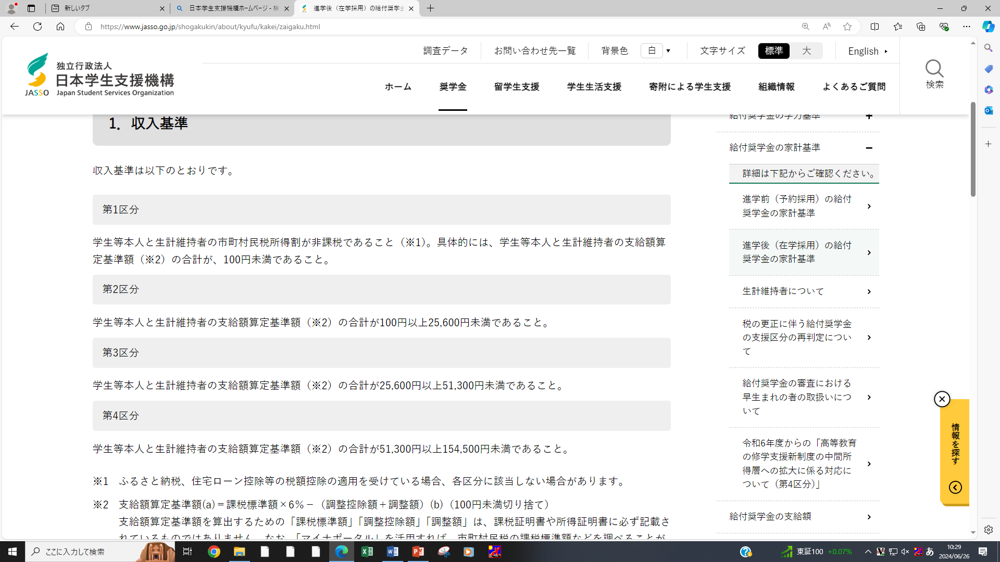 新しいタブ
日本学生支援機構ホームページ - 検
進学後（在学採用）の給付奨学金
https://www.jasso.go.jp/shogakukin/about/kyufu/kakei/zaigaku.html
調査データ
お問い合わせ先一覧
背景色
白
文字サイズ
標準
大
English
独立行政法人
日本学生支援機構
JASSO Japan Student Services Organization
ホーム
奨学金
留学生支援
学生生活支援
寄附による学生支援
組織情報
よくあるご質問
検索
1．収入基準
収入基準は以下のとおりです。
第1区分
学生等本人と生計維持者の市町村民税所得割が非課税であること（※1）。具体的には、学生等本人と生計維持者の支給額算
定基準額（※2）の合計が、100円未満であること。
第2区分
学生等本人と生計維持者の支給額算定基準額（※2）の合計が100円以上25,600円未満であること。
第3区分
学生等本人と生計維持者の支給額算定基準額（※2）の合計が25,600円以上51,300円未満であること。
第4区分
学生等本人と生計維持者の支給額算定基準額（※2）の合計が51,300円以上154,500円未満であること。
※1　ふるさと納税、住宅ローン控除等の税額控除の適用を受けている場合、各区分に該当しない場合があります。
※2　支給額算定基準額(a)＝課税標準額×6％－（調整控除額＋調整額）(b)（100円未満切り捨て）
支給額算定基準額を算出するための「課税標準額」「調整控除額」「調整額」は、課税証明書や所得証明書に必ず記載さ
れているものではありません。なお、「マイナポータル」を活用すれば、市町村民税の課税標準額などを調べることが
給付奨学金の学力基準
給付奨学金の家計基準
詳細は下記からご確認ください。
進学前（予約採用）の給付
奨学金の家計基準
進学後（在学採用）の給付
奨学金の家計基準
生計維持者について
税の更正に伴う給付奨学金
の支援区分の再判定につい
て
給付奨学金の審査における
早生まれの者の取扱いにつ
いて
令和6年度からの「高等教育
の修学支援新制度の中間所
得層への拡大に係る対応に
ついて（第4区分）」
給付奨学金の支給額
情報を探す
ここに入力して検索
東証100 +0.07%
あ
10:29
2024/06/26